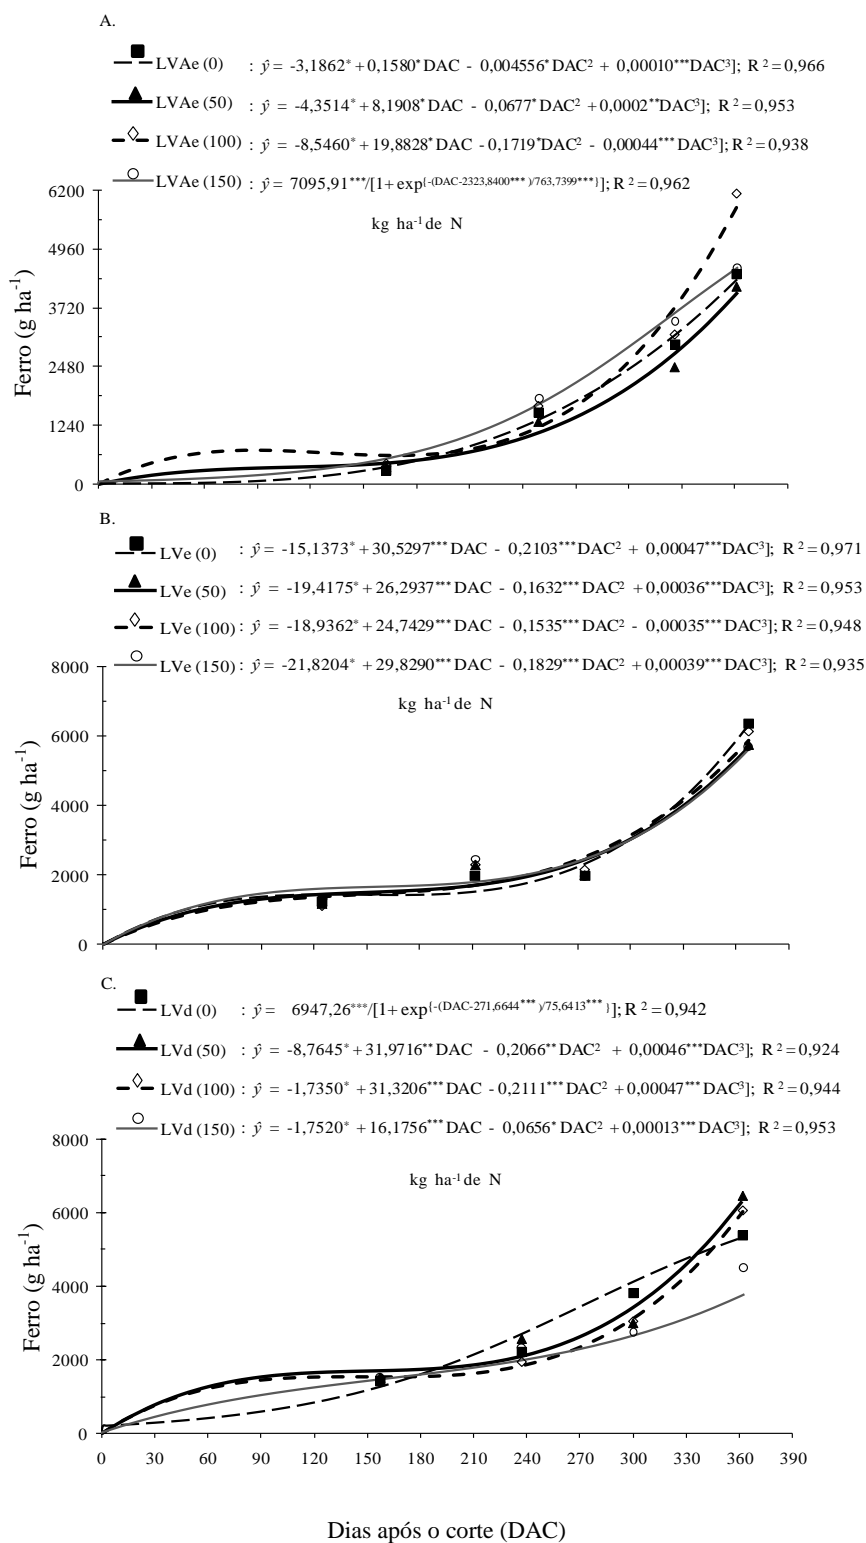 A.
LVAe (0) : ŷ = -3,1862* + 0,1580* DAC - 0,004556* DAC² + 0,00010***DAC³]; R² = 0,966
LVAe (50) : ŷ = -4,3514* + 8,1908* DAC - 0,0677* DAC² + 0,0002**DAC³]; R² = 0,953
LVAe (100) : ŷ = -8,5460* + 19,8828* DAC - 0,1719* DAC² - 0,00044*** DAC³]; R² = 0,938
LVAe (150) : ŷ = 7095,91***/[1+ exp{-(DAC-2323,8400***)/763,7399***}]; R² = 0,962
kg ha⁻¹ de N
6200
4960
3720
2480
1240
0
Ferro (g ha⁻¹)
B.
LVe (0) : ŷ = -15,1373* + 30,5297*** DAC - 0,2103*** DAC² + 0,00047***DAC³]; R² = 0,971
LVe (50) : ŷ = -19,4175* + 26,2937*** DAC - 0,1632*** DAC² + 0,00036***DAC³]; R² = 0,953
LVe (100) : ŷ = -18,9362* + 24,7429*** DAC - 0,1535*** DAC² - 0,00035***DAC³]; R² = 0,948
LVe (150) : ŷ = -21,8204* + 29,8290*** DAC - 0,1829*** DAC² + 0,00039*** DAC³]; R² = 0,935
kg ha⁻¹ de N
8000
6000
4000
2000
0
Ferro (g ha⁻¹)
C.
LVd (0) : ŷ = 6947,26***/[1+ exp{-(DAC-271,6644***)/75,6413***}]; R² = 0,942
LVd (50) : ŷ = -8,7645* + 31,9716** DAC - 0,2066** DAC² + 0,00046***DAC³]; R² = 0,924
LVd (100) : ŷ = -1,7350* + 31,3206*** DAC - 0,2111*** DAC² + 0,00047*** DAC³]; R² = 0,944
LVd (150) : ŷ = -1,7520* + 16,1756*** DAC - 0,0656* DAC² + 0,00013*** DAC³]; R² = 0,953
kg ha⁻¹ de N
8000
6000
4000
2000
0
Ferro (g ha⁻¹)
0 30 60 90 120 150 180 210 240 270 300 330 360 390
Dias após o corte (DAC)